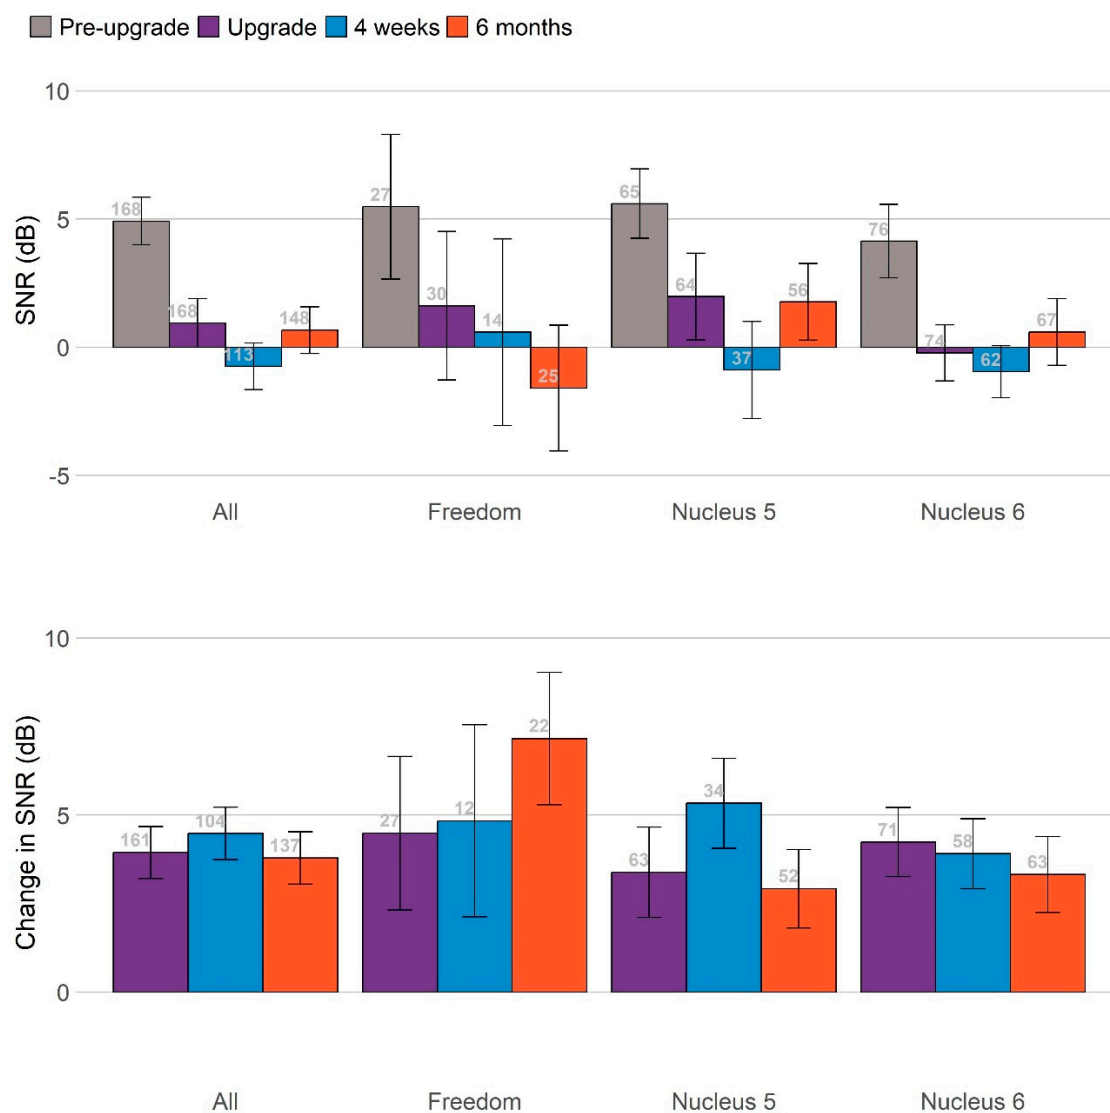 Pre-upgrade Upgrade 4 weeks 6 months
10
SNR (dB)
5
0
-5
168 168 113 148
27 30 14 25
65 64 37 56
76 74 62 67
All Freedom Nucleus 5 Nucleus 6
10
Change in SNR (dB)
5
0
161 104 137
27 12 22
63 34 52
71 58 63
All Freedom Nucleus 5 Nucleus 6